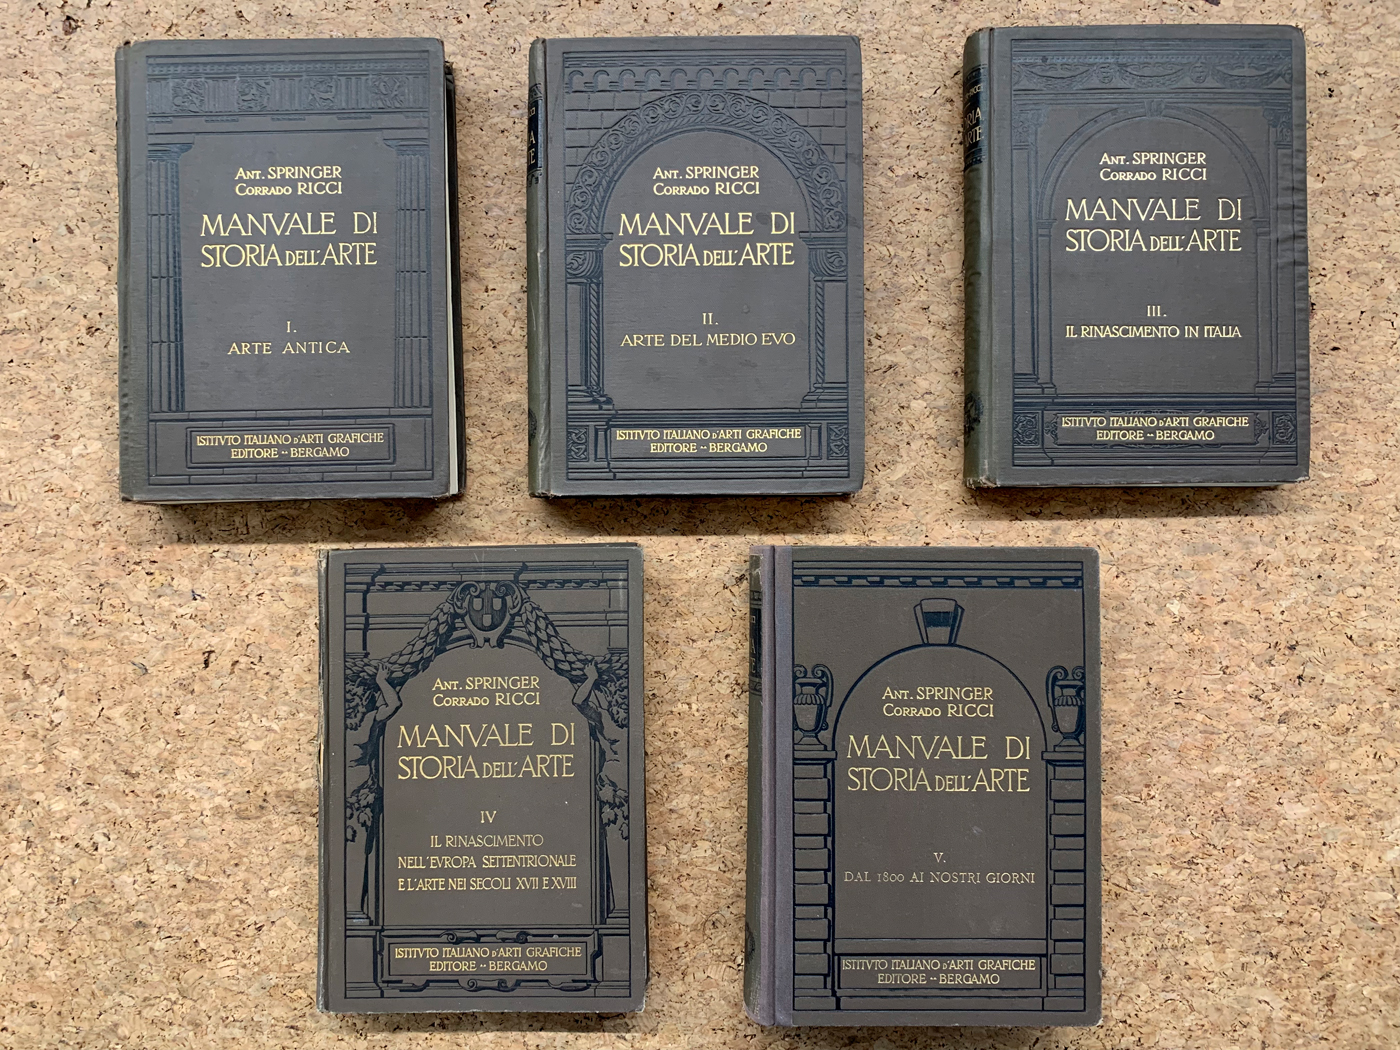 Ant. SPRINGER
Corrado RICCI
MANVALE DI
STORIA DELL'ARTE
I.
ARTE ANTICA
ISTITVTO ITALIANO D'ARTI GRAFICHE
EDITORE -- BERGAMO
Ant. SPRINGER
Corrado RICCI
MANVALE DI
STORIA DELL'ARTE
II.
ARTE DEL MEDIO EVO
ISTITVTO ITALIANO D'ARTI GRAFICHE
EDITORE -- BERGAMO
Ant. SPRINGER
Corrado RICCI
MANVALE DI
STORIA DELL'ARTE
III.
IL RINASCIMENTO IN ITALIA
ISTITVTO ITALIANO D'ARTI GRAFICHE
EDITORE -- BERGAMO
Ant. SPRINGER
Corrado RICCI
MANVALE DI
STORIA DELL'ARTE
IV
IL RINASCIMENTO
NELL'EVROPA SETTENTRIONALE
E L'ARTE NEI SECOLI XVII E XVIII
ISTITVTO ITALIANO D'ARTI GRAFICHE
EDITORE -- BERGAMO
Ant. SPRINGER
Corrado RICCI
MANVALE DI
STORIA DELL'ARTE
V.
DAL 1800 AI NOSTRI GIORNI
ISTITVTO ITALIANO D'ARTI GRAFICHE
EDITORE -- BERGAMO